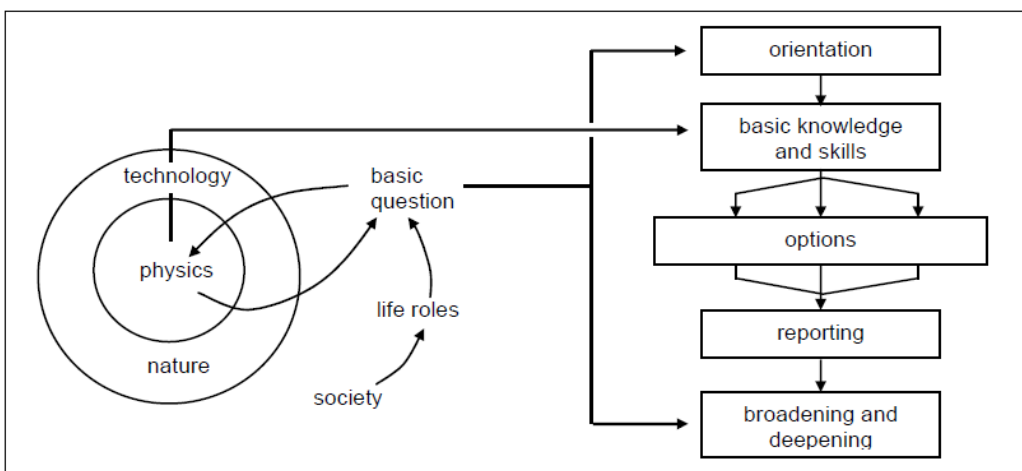 technology
physics
nature
basic
question
life roles
society
orientation
basic knowledge
and skills
options
reporting
broadening and
deepening